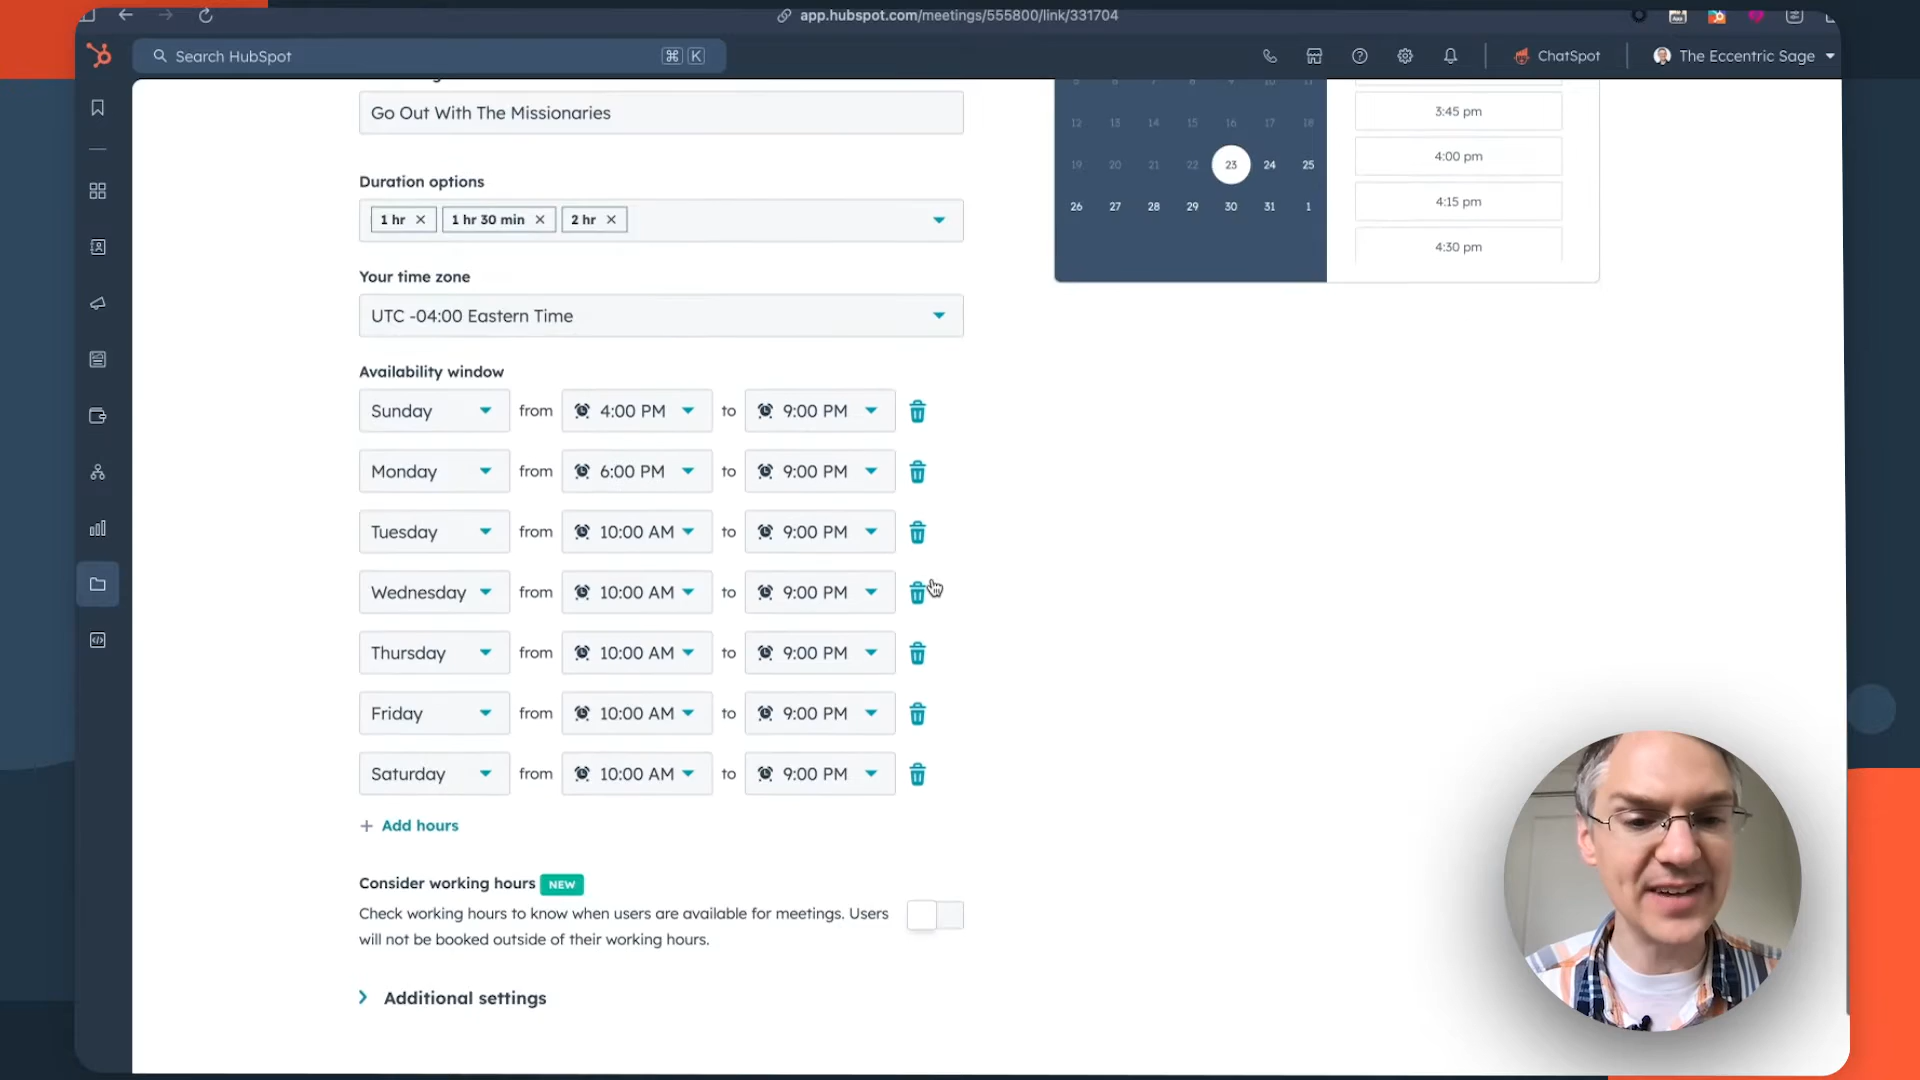 app.hubspot.com/meetings/555800/link/331704
Search HubSpot ⌘ K
ChatSpot
The Eccentric Sage
Go Out With The Missionaries
Duration options
1 hr × 1 hr 30 min × 2 hr ×
Your time zone
UTC -04:00 Eastern Time
Availability window
Sunday from 4:00 PM to 9:00 PM
Monday from 6:00 PM to 9:00 PM
Tuesday from 10:00 AM to 9:00 PM
Wednesday from 10:00 AM to 9:00 PM
Thursday from 10:00 AM to 9:00 PM
Friday from 10:00 AM to 9:00 PM
Saturday from 10:00 AM to 9:00 PM
+ Add hours
Consider working hours NEW
Check working hours to know when users are available for meetings. Users
will not be booked outside of their working hours.
Additional settings
12 13 14 15 16 17 18
19 20 21 22 23 24 25
26 27 28 29 30 31 1
3:45 pm
4:00 pm
4:15 pm
4:30 pm